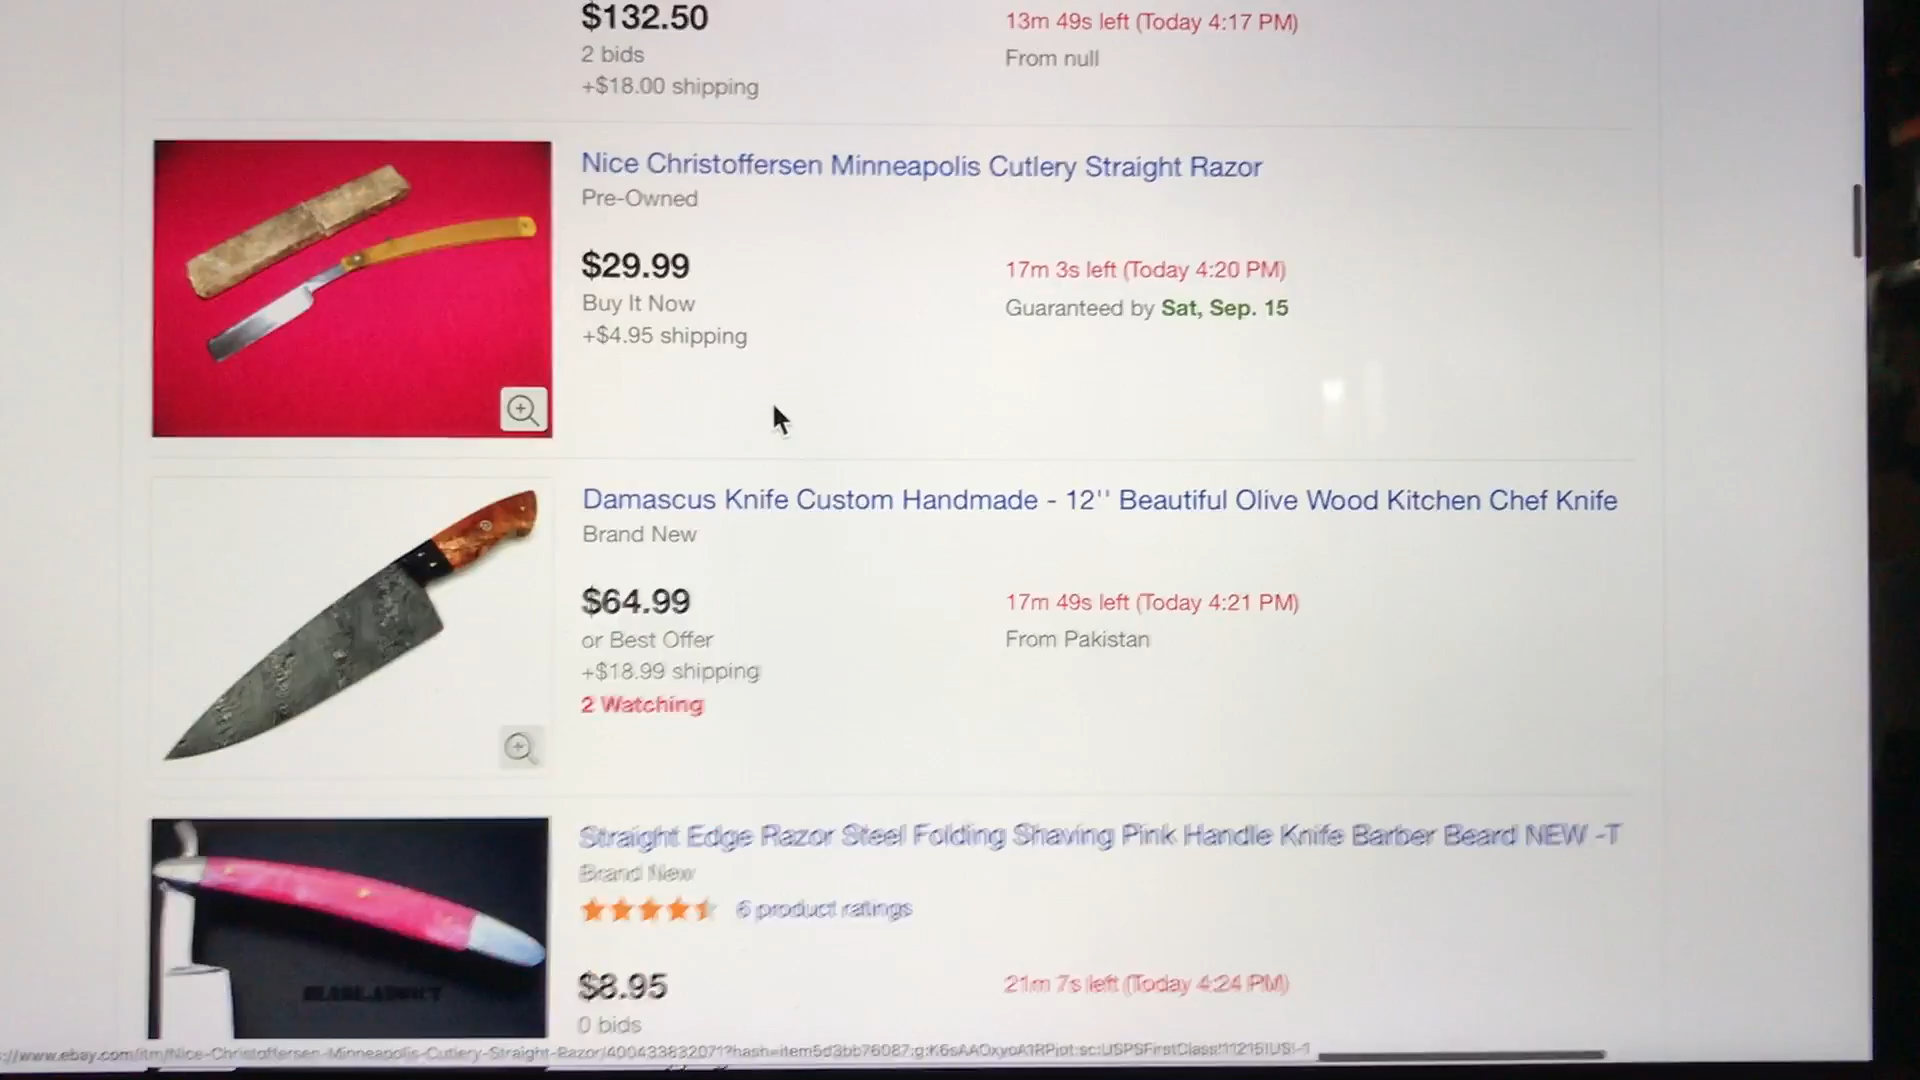 $132.50
13m 49s left (Today 4:17 PM)
2 bids
From null
+$18.00 shipping
Nice Christoffersen Minneapolis Cutlery Straight Razor
Pre-Owned
$29.99
17m 3s left (Today 4:20 PM)
Buy It Now
Guaranteed by Sat, Sep. 15
+$4.95 shipping
Damascus Knife Custom Handmade - 12'' Beautiful Olive Wood Kitchen Chef Knife
Brand New
$64.99
17m 49s left (Today 4:21 PM)
or Best Offer
From Pakistan
+$18.99 shipping
2 Watching
Straight Edge Razor Steel Folding Shaving Pink Handle Knife Barber Beard NEW -T
Brand New
6 product ratings
$8.95
21m 7s left (Today 4:24 PM)
0 bids